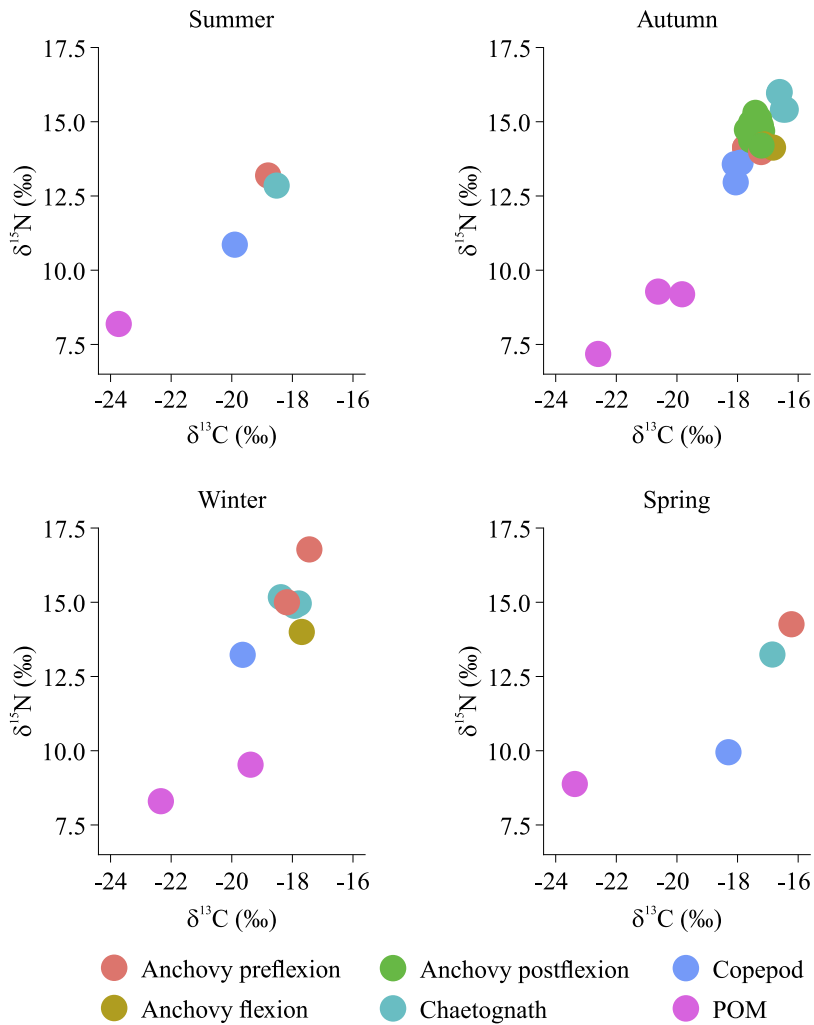 Summer
17.5
15.0
12.5
10.0
7.5
δ¹⁵N (‰)
-24 -22 -20 -18 -16
δ¹³C (‰)
Autumn
17.5
15.0
12.5
10.0
7.5
δ¹⁵N (‰)
-24 -22 -20 -18 -16
δ¹³C (‰)
Winter
17.5
15.0
12.5
10.0
7.5
δ¹⁵N (‰)
-24 -22 -20 -18 -16
δ¹³C (‰)
Spring
17.5
15.0
12.5
10.0
7.5
δ¹⁵N (‰)
-24 -22 -20 -18 -16
δ¹³C (‰)
Anchovy preflexion
Anchovy postflexion
Copepod
Anchovy flexion
Chaetognath
POM